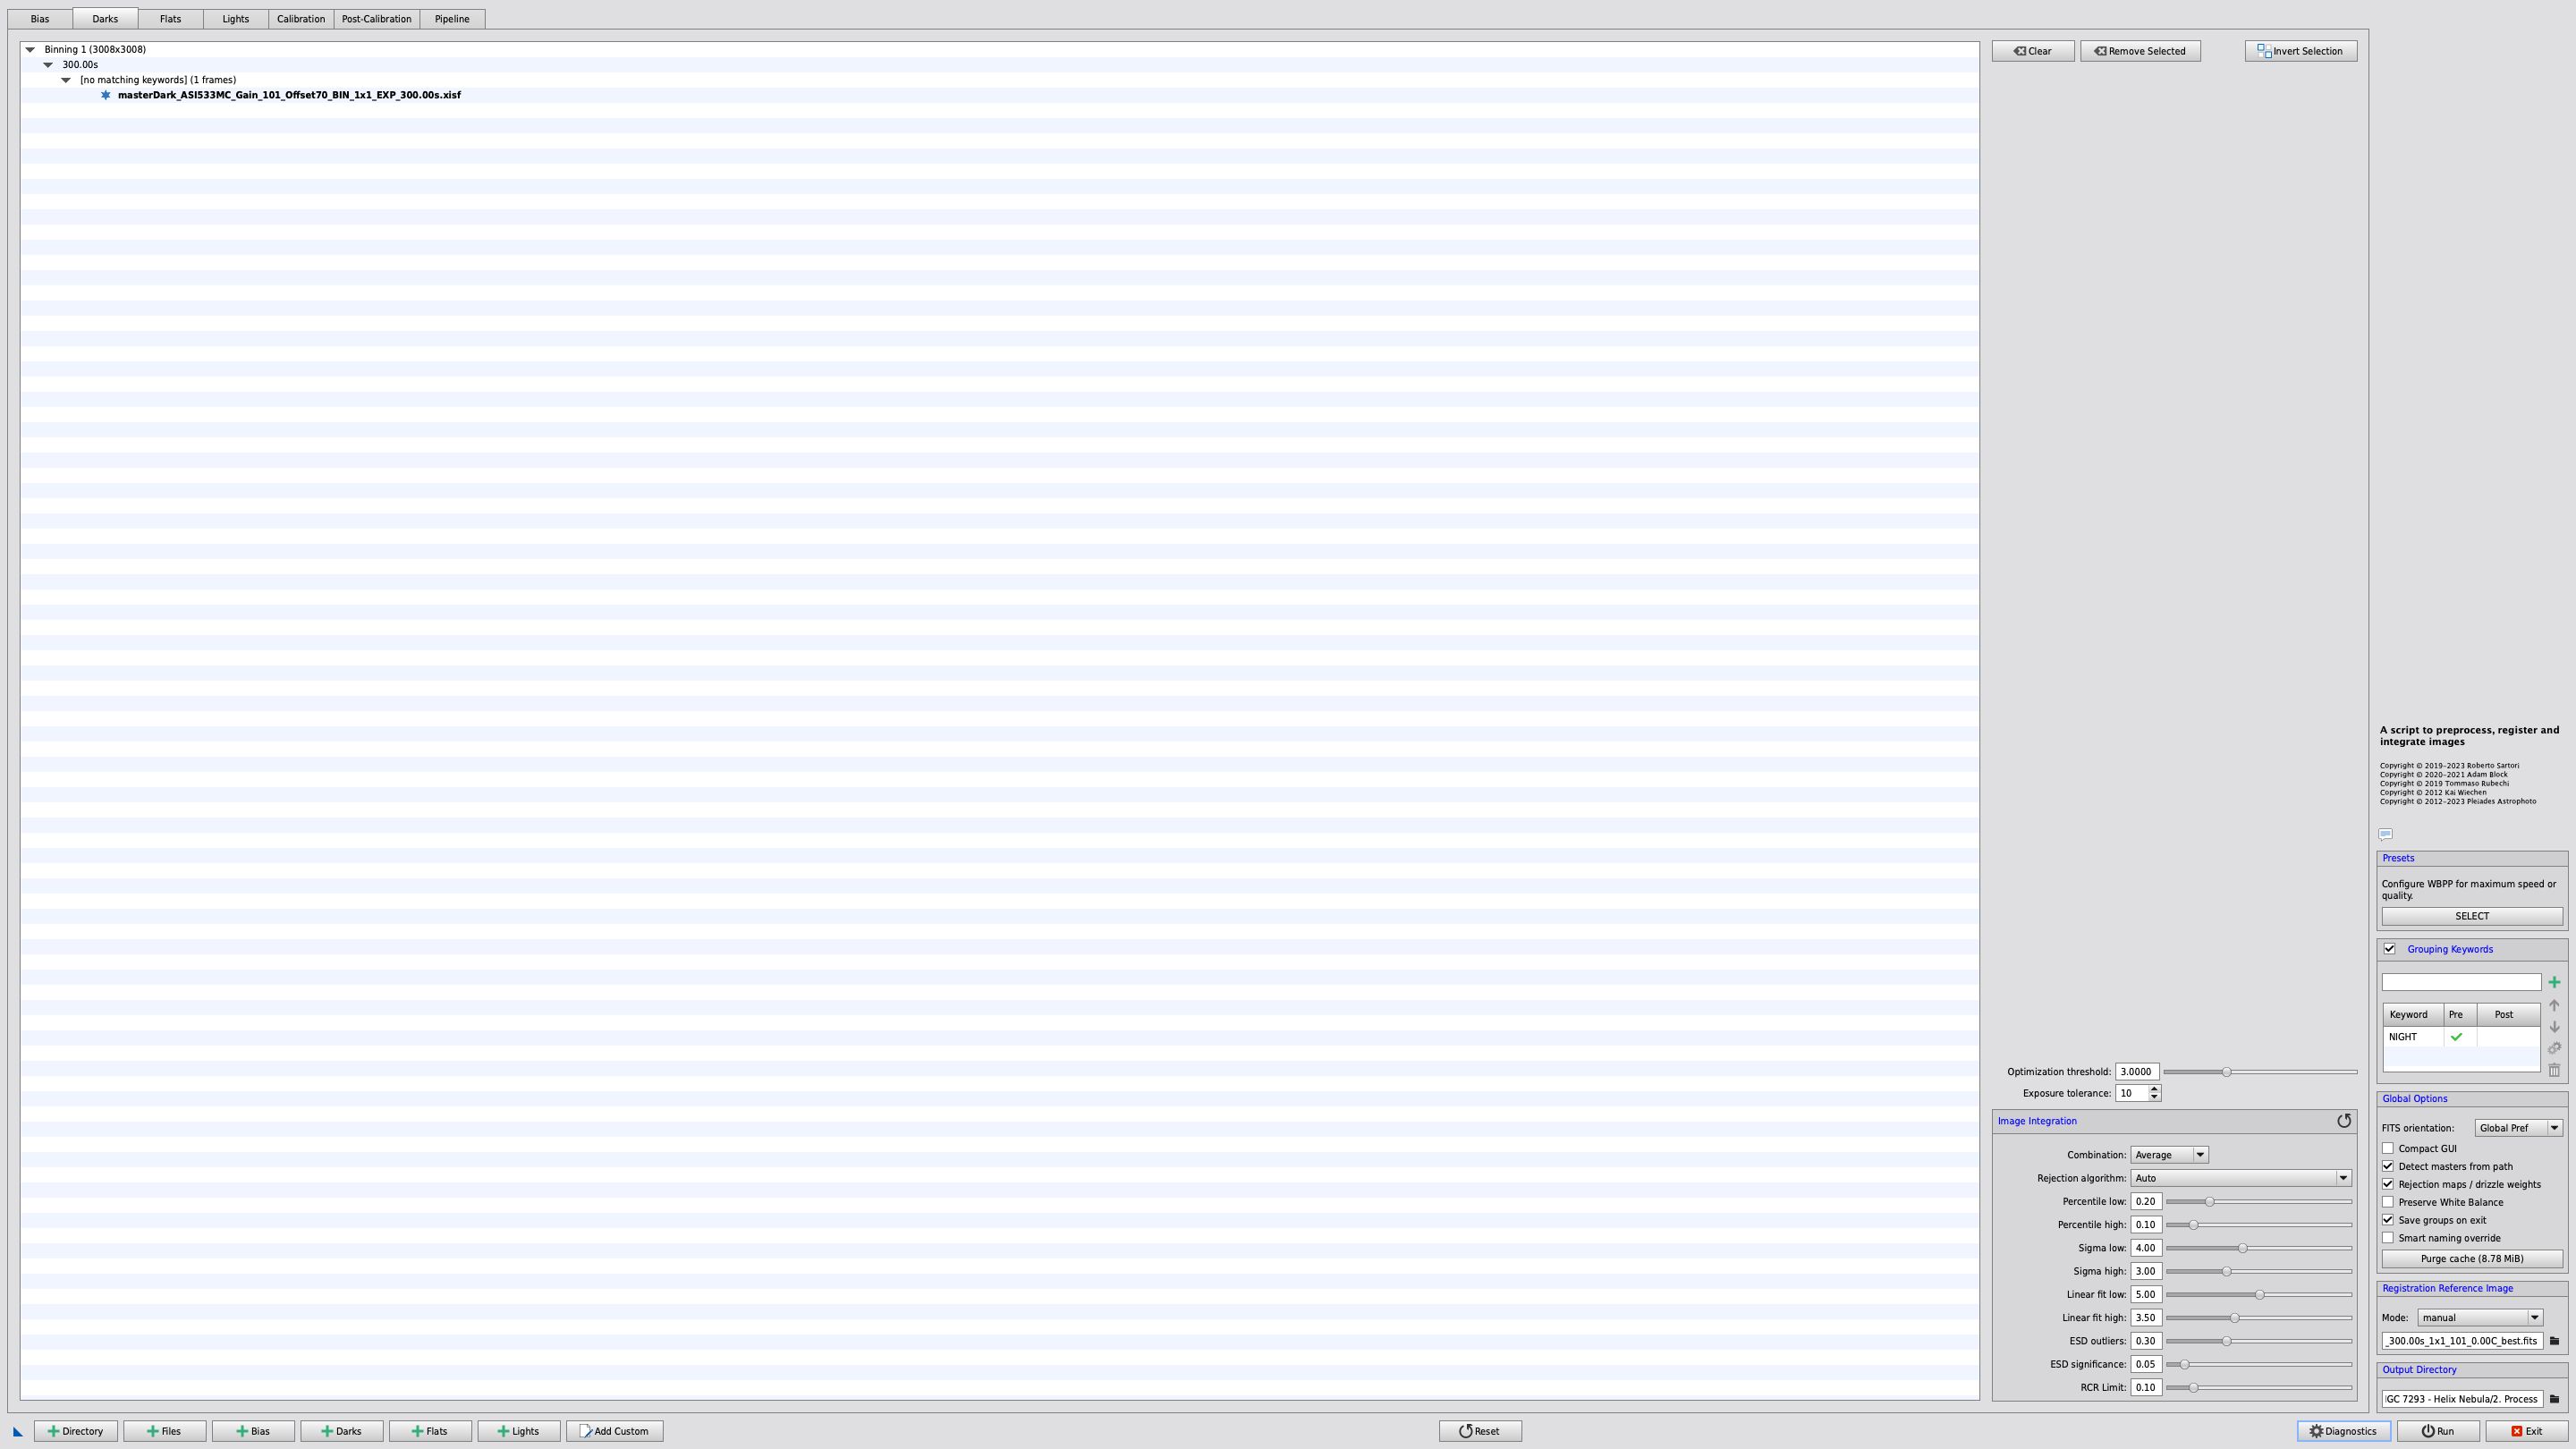 Bias Darks Flats Lights Calibration Post-Calibration Pipeline
Binning 1 (3008x3008)
300.00s
[no matching keywords] (1 frames)
masterDark_ASI533MC_Gain_101_Offset70_BIN_1x1_EXP_300.00s.xisf
Clear Remove Selected Invert Selection
Optimization threshold: 3.0000
Exposure tolerance: 10
Image Integration
Combination: Average
Rejection algorithm: Auto
Percentile low: 0.20
Percentile high: 0.10
Sigma low: 4.00
Sigma high: 3.00
Linear fit low: 5.00
Linear fit high: 3.50
ESD outliers: 0.30
ESD significance: 0.05
RCR Limit: 0.10
A script to preprocess, register and
integrate images
Copyright © 2019-2023 Roberto Sartori
Copyright © 2020-2021 Adam Block
Copyright © 2019 Tommaso Rubechi
Copyright © 2012 Kai Wiechen
Copyright © 2012-2023 Pleiades Astrophoto
Presets
Configure WBPP for maximum speed or
quality.
SELECT
Grouping Keywords
Keyword Pre Post
NIGHT
Global Options
FITS orientation: Global Pref
Compact GUI
Detect masters from path
Rejection maps / drizzle weights
Preserve White Balance
Save groups on exit
Smart naming override
Purge cache (8.78 MiB)
Registration Reference Image
Mode: manual
_300.00s_1x1_101_0.00C_best.fits
Output Directory
GC 7293 - Helix Nebula/2. Process
Directory Files Bias Darks Flats Lights Add Custom Reset Diagnostics Run Exit